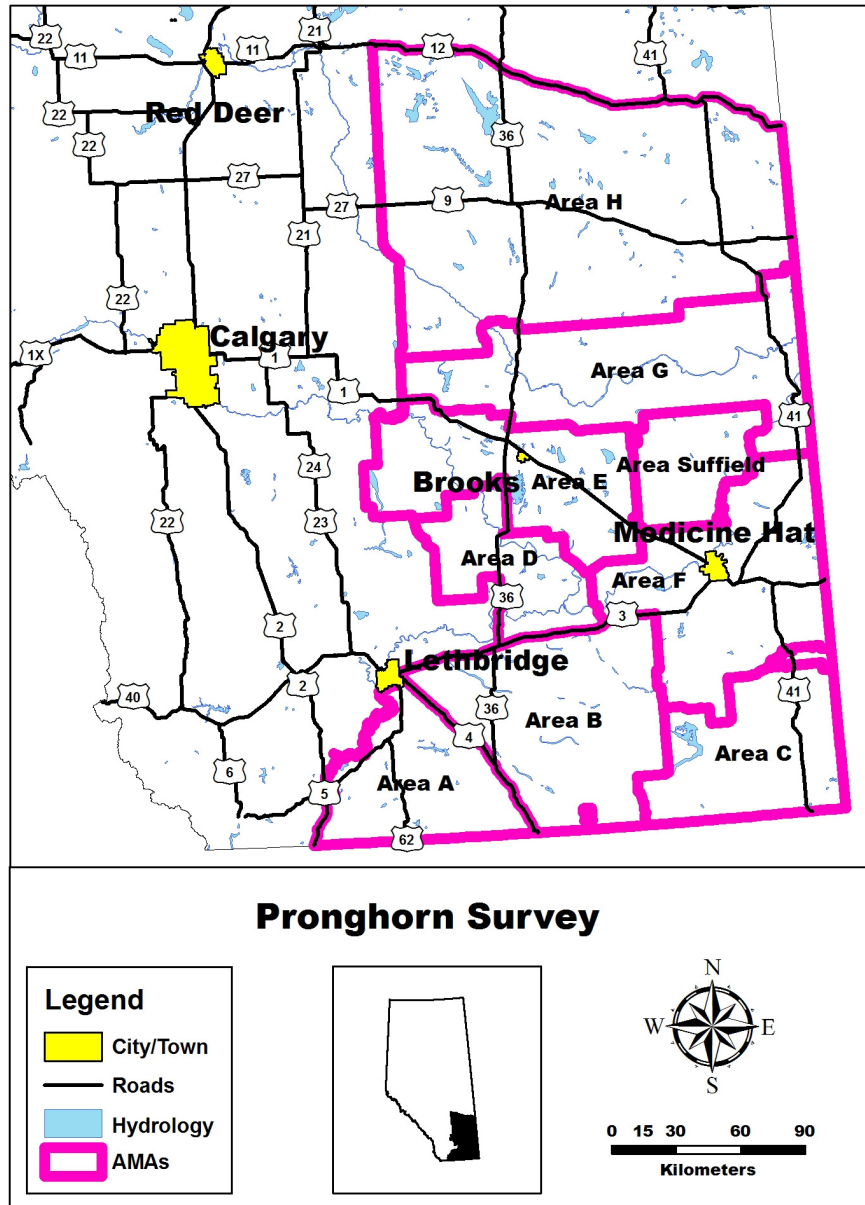 21
22
11
11
12
41
Red Deer
22
36
22
27
Area H
27
9
21
22
Calgary
1X
1
Area G
1
41
24
Area Suffield
Brooks
Area E
22
23
Medicine Hat
Area D
Area F
36
3
2
Lethbridge
2
41
40
36
Area B
4
Area C
6
Area A
5
62
Pronghorn Survey
Legend
City/Town
Roads
Hydrology
AMAs
N
W
E
S
0 15 30 60 90
Kilometers